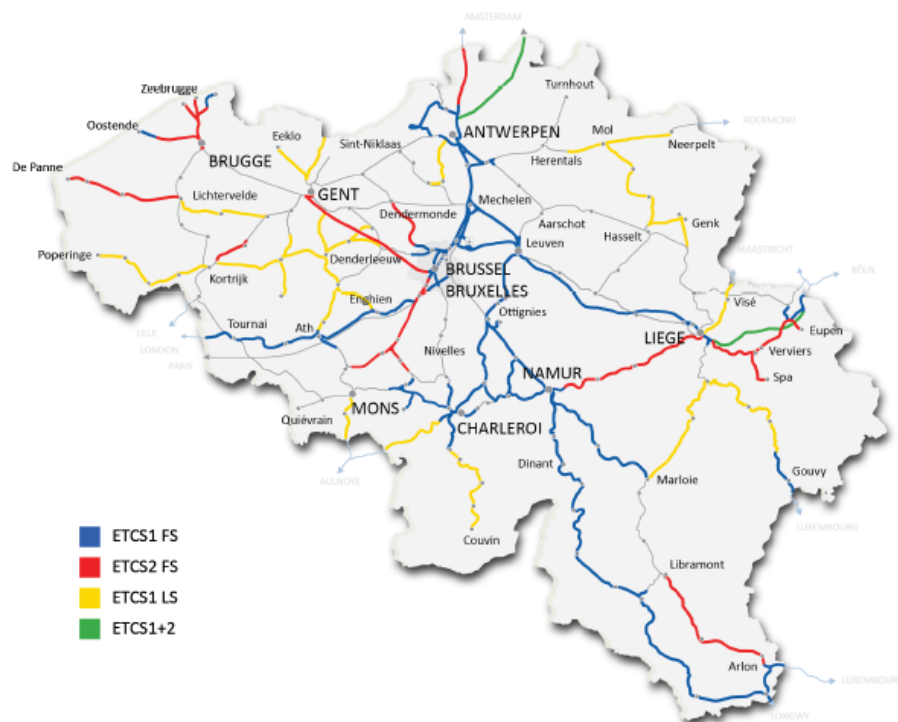 AMSTERDAM
Zeebrugge
Turnhout
Oostende
ANTWERPEN
ROERMOND
Eeklo
Mol
Sint-Niklaas
Neerpelt
BRUGGE
Herentals
De Panne
GENT
Lichtervelde
Mechelen
Dendermonde
Aarschot
Genk
Hasselt
Leuven
Poperinge
Denderleeuw
MAASTRICHT
Kortrijk
BRUSSEL
KÖLN
BRUXELLES
Enghien
Visé
Ottignies
Tournai
Ath
LIEGE
Eupen
LILLE
LONDON
Nivelles
Verviers
PARIS
NAMUR
Spa
MONS
Quiévrain
CHARLEROI
Dinant
Gouvy
Marloie
AULNOYE
LUXEMBOURG
Couvin
ETCS1 FS
ETCS2 FS
Libramont
ETCS1 LS
ETCS1+2
Arlon
LUXEMBOUR
LONGWY